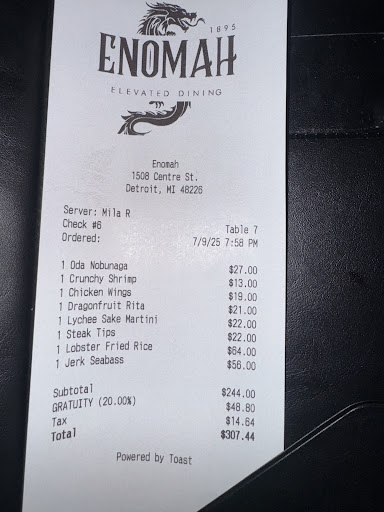 1895
ENOMAH
ELEVATED DINING
Enomah
1508 Centre St.
Detroit, MI 48226
Server: Mila R
Check #6 Table 7
Ordered: 7/9/25 7:58 PM
1 Oda Nobunaga $27.00
1 Crunchy Shrimp $13.00
1 Chicken Wings $19.00
1 Dragonfruit Rita $21.00
1 Lychee Sake Martini $22.00
1 Steak Tips $22.00
1 Lobster Fried Rice $64.00
1 Jerk Seabass $56.00
Subtotal $244.00
GRATUITY (20.00%) $48.80
Tax $14.64
Total $307.44
Powered by Toast